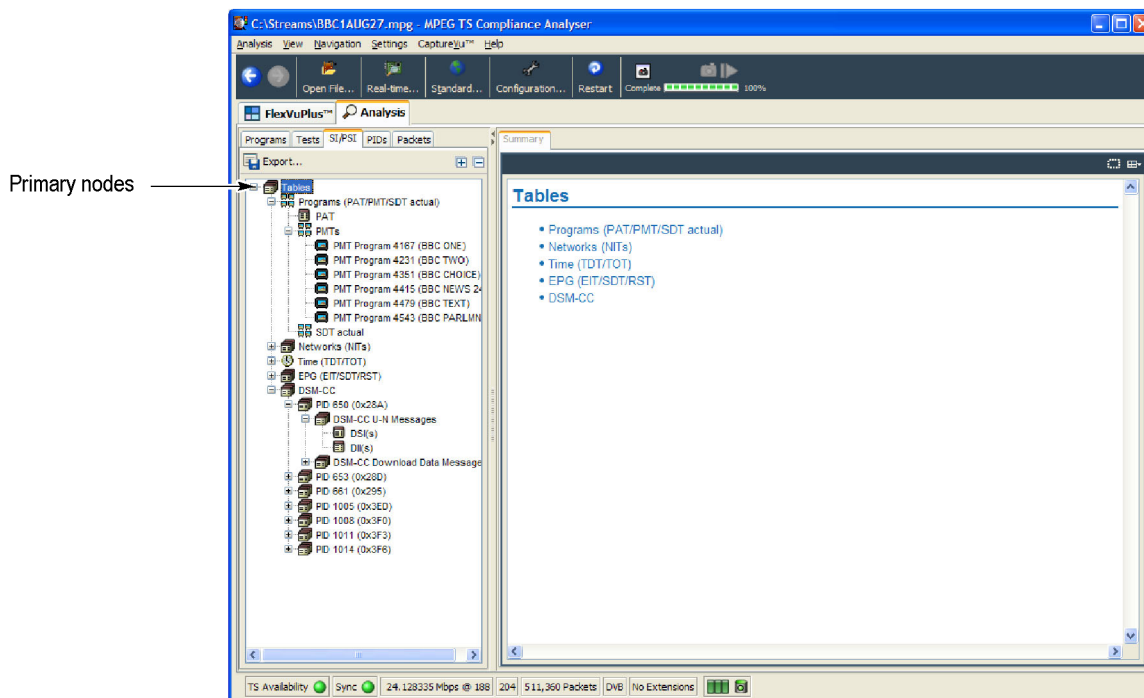 C:\Streams\BBC1AUG27.mpg - MPEG TS Compliance Analyser
Analysis View Navigation Settings CaptureVu™ Help
Open File... Real-time... Standard... Configuration... Restart Complete 100%
FlexVuPlus™ Analysis
Programs Tests SI/PSI PIDs Packets
Summary
Export...
Primary nodes
Tables
Programs (PAT/PMT/SDT actual)
PAT
PMTs
PMT Program 4167 (BBC ONE)
PMT Program 4231 (BBC TWO)
PMT Program 4351 (BBC CHOICE)
PMT Program 4415 (BBC NEWS 24
PMT Program 4479 (BBC TEXT)
PMT Program 4543 (BBC PARLMN
SDT actual
Networks (NITs)
Time (TDT/TOT)
EPG (EIT/SDT/RST)
DSM-CC
PID 650 (0x28A)
DSM-CC U-N Messages
DSI(s)
DII(s)
DSM-CC Download Data Message
PID 653 (0x28D)
PID 661 (0x295)
PID 1005 (0x3ED)
PID 1008 (0x3F0)
PID 1011 (0x3F3)
PID 1014 (0x3F6)
Tables
• Programs (PAT/PMT/SDT actual)
• Networks (NITs)
• Time (TDT/TOT)
• EPG (EIT/SDT/RST)
• DSM-CC
TS Availability Sync 24.128335 Mbps @ 188 204 511,360 Packets DVB No Extensions